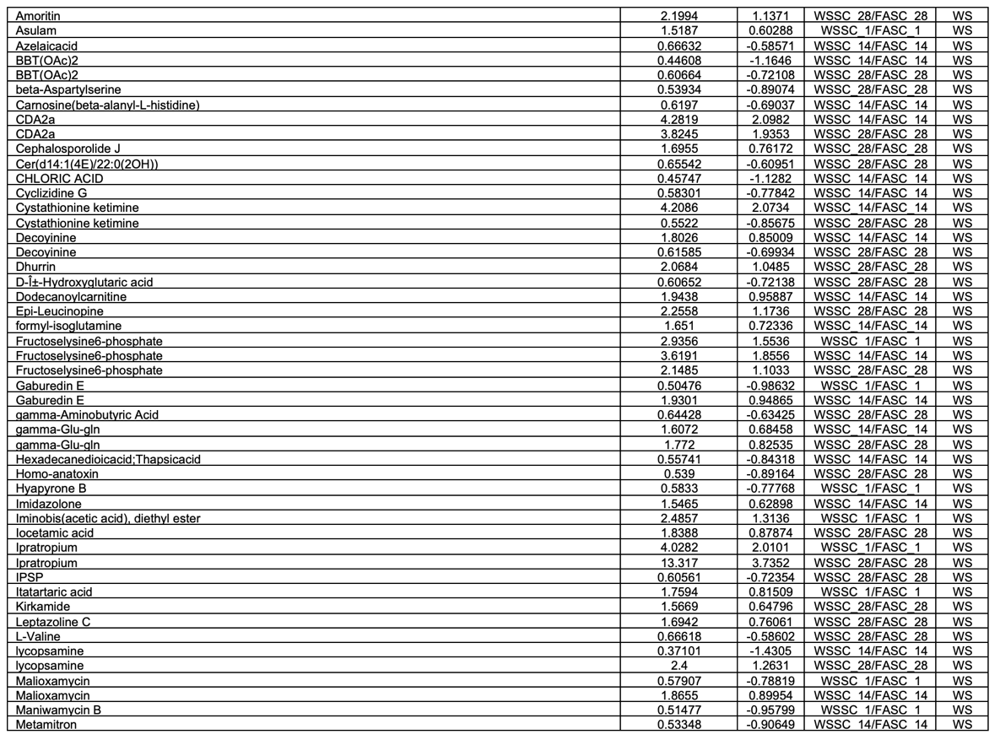 Amoritin 2.1994 1.1371 WSSC_28/FASC_28 WS
Asulam 1.5187 0.60288 WSSC_1/FASC_1 WS
Azelaicacid 0.66632 -0.58571 WSSC_14/FASC_14 WS
BBT(OAc)2 0.44608 -1.1646 WSSC_14/FASC_14 WS
BBT(OAc)2 0.60664 -0.72108 WSSC_28/FASC_28 WS
beta-Aspartylserine 0.53934 -0.89074 WSSC_28/FASC_28 WS
Carnosine(beta-alanyl-L-histidine) 0.6197 -0.69037 WSSC_14/FASC_14 WS
CDA2a 4.2819 2.0982 WSSC_14/FASC_14 WS
CDA2a 3.8245 1.9353 WSSC_28/FASC_28 WS
Cephalosporolide J 1.6955 0.76172 WSSC_28/FASC_28 WS
Cer(d14:1(4E)/22:0(2OH)) 0.65542 -0.60951 WSSC_28/FASC_28 WS
CHLORIC ACID 0.45747 -1.1282 WSSC_14/FASC_14 WS
Cyclizidine G 0.58301 -0.77842 WSSC_14/FASC_14 WS
Cystathionine ketimine 4.2086 2.0734 WSSC_14/FASC_14 WS
Cystathionine ketimine 0.5522 -0.85675 WSSC_28/FASC_28 WS
Decoyinine 1.8026 0.85009 WSSC_14/FASC_14 WS
Decoyinine 0.61585 -0.69934 WSSC_28/FASC_28 WS
Dhurrin 2.0684 1.0485 WSSC_28/FASC_28 WS
D-Î±-Hydroxyglutaric acid 0.60652 -0.72138 WSSC_28/FASC_28 WS
Dodecanoylcarnitine 1.9438 0.95887 WSSC_14/FASC_14 WS
Epi-Leucinopine 2.2558 1.1736 WSSC_28/FASC_28 WS
formyl-isoglutamine 1.651 0.72336 WSSC_14/FASC_14 WS
Fructoselysine6-phosphate 2.9356 1.5536 WSSC_1/FASC_1 WS
Fructoselysine6-phosphate 3.6191 1.8556 WSSC_14/FASC_14 WS
Fructoselysine6-phosphate 2.1485 1.1033 WSSC_28/FASC_28 WS
Gaburedin E 0.50476 -0.98632 WSSC_1/FASC_1 WS
Gaburedin E 1.9301 0.94865 WSSC_14/FASC_14 WS
gamma-Aminobutyric Acid 0.64428 -0.63425 WSSC_28/FASC_28 WS
gamma-Glu-gln 1.6072 0.68458 WSSC_14/FASC_14 WS
gamma-Glu-gln 1.772 0.82535 WSSC_28/FASC_28 WS
Hexadecanedioicacid;Thapsicacid 0.55741 -0.84318 WSSC_14/FASC_14 WS
Homo-anatoxin 0.539 -0.89164 WSSC_28/FASC_28 WS
Hyapyrone B 0.5833 -0.77768 WSSC_1/FASC_1 WS
Imidazolone 1.5465 0.62898 WSSC_14/FASC_14 WS
Iminobis(acetic acid), diethyl ester 2.4857 1.3136 WSSC_1/FASC_1 WS
Iocetamic acid 1.8388 0.87874 WSSC_28/FASC_28 WS
Ipratropium 4.0282 2.0101 WSSC_1/FASC_1 WS
Ipratropium 13.317 3.7352 WSSC_28/FASC_28 WS
IPSP 0.60561 -0.72354 WSSC_28/FASC_28 WS
Itatartaric acid 1.7594 0.81509 WSSC_1/FASC_1 WS
Kirkamide 1.5669 0.64796 WSSC_28/FASC_28 WS
Leptazoline C 1.6942 0.76061 WSSC_28/FASC_28 WS
L-Valine 0.66618 -0.58602 WSSC_28/FASC_28 WS
lycopsamine 0.37101 -1.4305 WSSC_14/FASC_14 WS
lycopsamine 2.4 1.2631 WSSC_28/FASC_28 WS
Malioxamycin 0.57907 -0.78819 WSSC_1/FASC_1 WS
Malioxamycin 1.8655 0.89954 WSSC_14/FASC_14 WS
Maniwamycin B 0.51477 -0.95799 WSSC_1/FASC_1 WS
Metamitron 0.53348 -0.90649 WSSC_14/FASC_14 WS